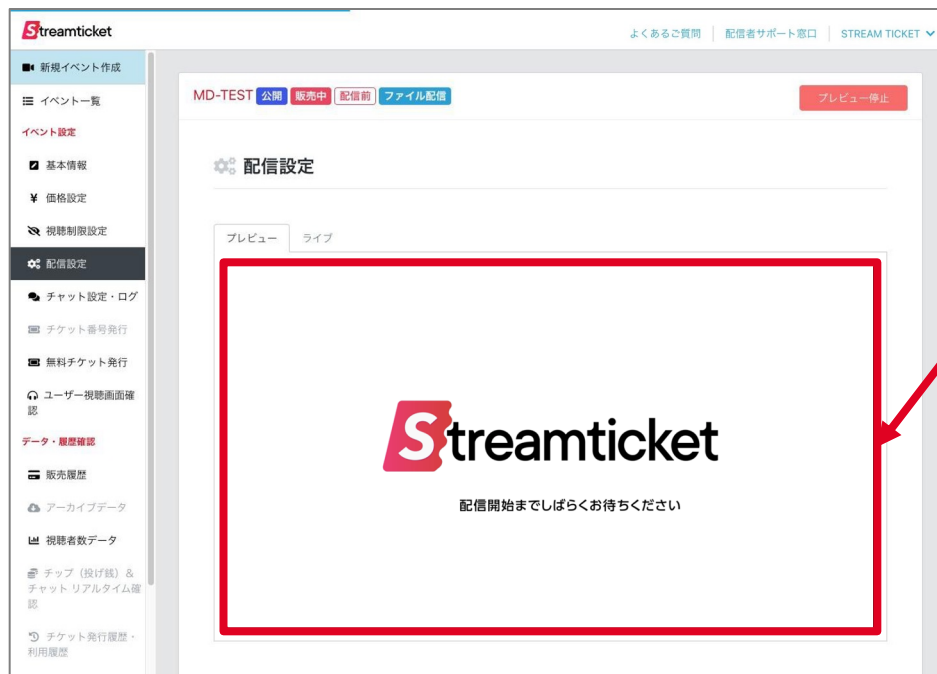 Streamticket
よくあるご質問
配信者サポート窓口
STREAM TICKET
新規イベント作成
イベント一覧
イベント設定
基本情報
価格設定
視聴制限設定
配信設定
チャット設定・ログ
チケット番号発行
無料チケット発行
ユーザー視聴画面確
認
データ・履歴確認
販売履歴
アーカイブデータ
視聴者数データ
チップ（投げ銭）＆
チャット リアルタイム確
認
チケット発行履歴・
利用履歴
MD-TEST 公開 販売中 配信前 ファイル配信
プレビュー停止
配信設定
プレビュー
ライブ
Streamticket
配信開始までしばらくお待ちください